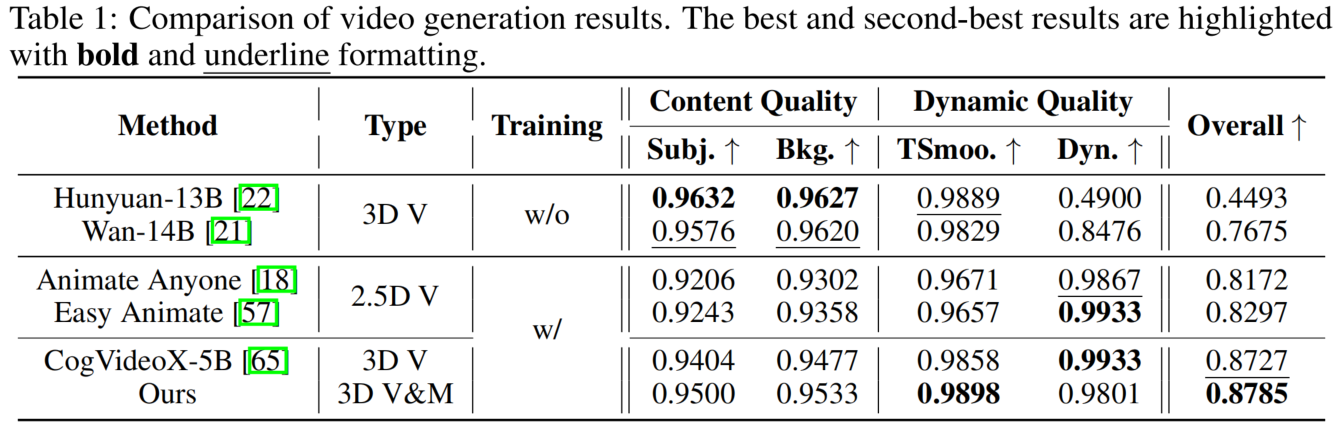 Table 1: Comparison of video generation results. The best and second-best results are highlighted
with bold and underline formatting.
Method Type Training Content Quality Dynamic Quality Overall ↑
Subj. ↑ Bkg. ↑ TSmoo. ↑ Dyn. ↑
Hunyuan-13B [22] 3D V w/o 0.9632 0.9627 0.9889 0.4900 0.4493
Wan-14B [21] 0.9576 0.9620 0.9829 0.8476 0.7675
Animate Anyone [18] 2.5D V w/ 0.9206 0.9302 0.9671 0.9867 0.8172
Easy Animate [57] 0.9243 0.9358 0.9657 0.9933 0.8297
CogVideoX-5B [65] 3D V 0.9404 0.9477 0.9858 0.9933 0.8727
Ours 3D V&M 0.9500 0.9533 0.9898 0.9801 0.8785